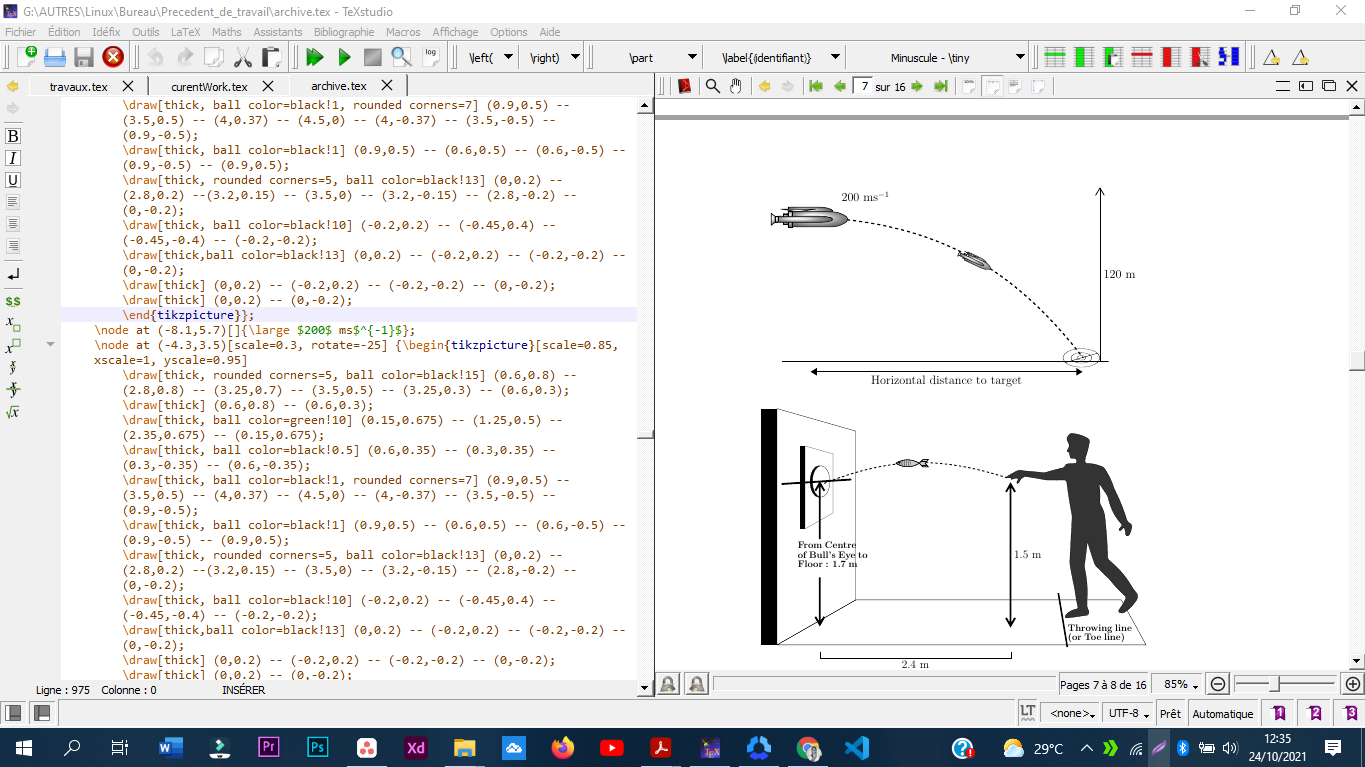 G:\AUTRES\Linux\Bureau\Precedent_de_travail\archive.tex - TeXstudio
Fichier Édition Idéfix Outils LaTeX Maths Assistants Bibliographie Macros Affichage Options Aide
log \left( \right) \part \label{(identifiant)} Minuscule - \tiny
travaux.tex curentWork.tex archive.tex
7 sur 16
\draw[thick, ball color=black!1, rounded corners=7] (0.9,0.5) --
(3.5,0.5) -- (4,0.37) -- (4.5,0) -- (4,-0.37) -- (3.5,-0.5) --
(0.9,-0.5);
\draw[thick, ball color=black!1] (0.9,0.5) -- (0.6,0.5) -- (0.6,-0.5) --
(0.9,-0.5) -- (0.9,0.5);
\draw[thick, rounded corners=5, ball color=black!13] (0,0.2) --
(2.8,0.2) --(3.2,0.15) -- (3.5,0) -- (3.2,-0.15) -- (2.8,-0.2) --
(0,-0.2);
\draw[thick, ball color=black!10] (-0.2,0.2) -- (-0.45,0.4) --
(-0.45,-0.4) -- (-0.2,-0.2);
\draw[thick,ball color=black!13] (0,0.2) -- (-0.2,0.2) -- (-0.2,-0.2) --
(0,-0.2);
\draw[thick] (0,0.2) -- (-0.2,0.2) -- (-0.2,-0.2) -- (0,-0.2);
\draw[thick] (0,0.2) -- (0,-0.2);
\end{tikzpicture}};
\node at (-8.1,5.7)[]{\large $200$ ms$^{-1}$};
\node at (-4.3,3.5)[scale=0.3, rotate=-25] {\begin{tikzpicture}[scale=0.85,
xscale=1, yscale=0.95]
\draw[thick, rounded corners=5, ball color=black!15] (0.6,0.8) --
(2.8,0.8) -- (3.25,0.7) -- (3.5,0.5) -- (3.25,0.3) -- (0.6,0.3);
\draw[thick] (0.6,0.8) -- (0.6,0.3);
\draw[thick, ball color=green!10] (0.15,0.675) -- (1.25,0.5) --
(2.35,0.675) -- (0.15,0.675);
\draw[thick, ball color=black!0.5] (0.6,0.35) -- (0.3,0.35) --
(0.3,-0.35) -- (0.6,-0.35);
\draw[thick, ball color=black!1, rounded corners=7] (0.9,0.5) --
(3.5,0.5) -- (4,0.37) -- (4.5,0) -- (4,-0.37) -- (3.5,-0.5) --
(0.9,-0.5);
\draw[thick, ball color=black!1] (0.9,0.5) -- (0.6,0.5) -- (0.6,-0.5) --
(0.9,-0.5) -- (0.9,0.5);
\draw[thick, rounded corners=5, ball color=black!13] (0,0.2) --
(2.8,0.2) --(3.2,0.15) -- (3.5,0) -- (3.2,-0.15) -- (2.8,-0.2) --
(0,-0.2);
\draw[thick, ball color=black!10] (-0.2,0.2) -- (-0.45,0.4) --
(-0.45,-0.4) -- (-0.2,-0.2);
\draw[thick,ball color=black!13] (0,0.2) -- (-0.2,0.2) -- (-0.2,-0.2) --
(0,-0.2);
\draw[thick] (0,0.2) -- (-0.2,0.2) -- (-0.2,-0.2) -- (0,-0.2);
\draw[thick] (0,0.2) -- (0,-0.2);
200 ms⁻¹
120 m
Horizontal distance to target
From Centre
of Bull's Eye to
Floor : 1.7 m
1.5 m
Throwing line
(or Toe line)
2.4 m
Ligne : 975 Colonne : 0 INSÉRER
Pages 7 à 8 de 16 85%
LT <none> UTF-8 Prêt Automatique 1 2 3
29°C
12:35
24/10/2021